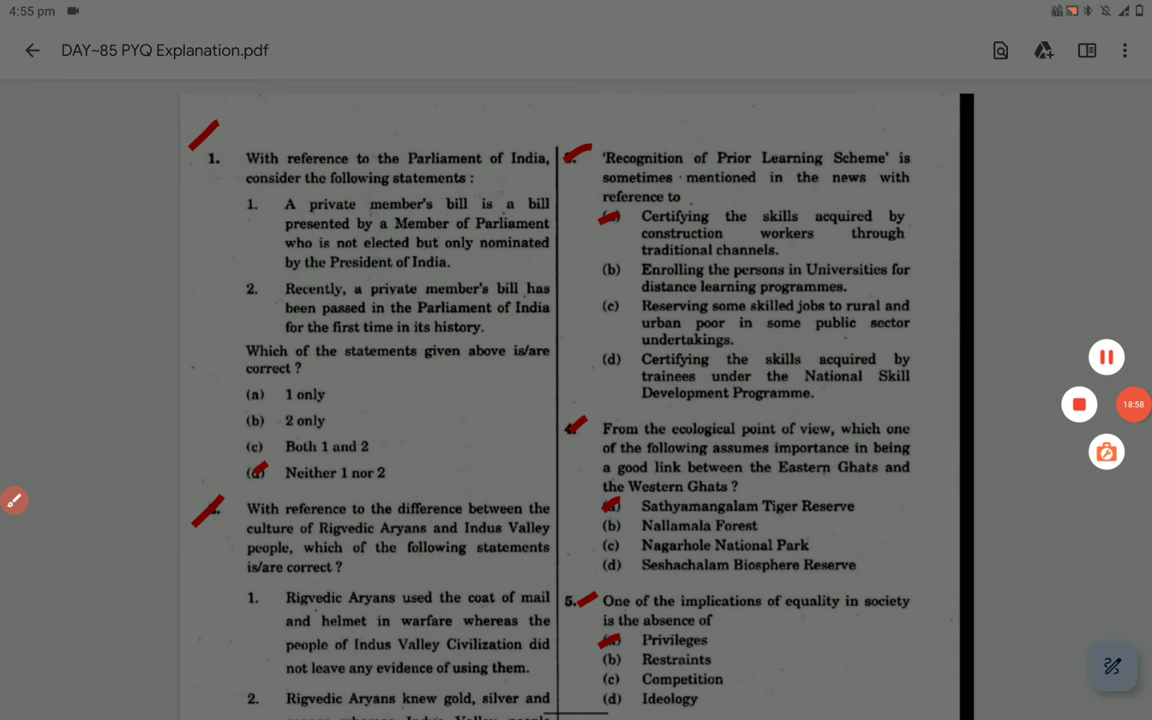 4:55 pm
DAY~85 PYQ Explanation.pdf
1. With reference to the Parliament of India,
consider the following statements :
1. A private member's bill is a bill
presented by a Member of Parliament
who is not elected but only nominated
by the President of India.
2. Recently, a private member's bill has
been passed in the Parliament of India
for the first time in its history.
Which of the statements given above is/are
correct ?
(a) 1 only
(b) 2 only
(c) Both 1 and 2
(d) Neither 1 nor 2
With reference to the difference between the
culture of Rigvedic Aryans and Indus Valley
people, which of the following statements
is/are correct ?
1. Rigvedic Aryans used the coat of mail
and helmet in warfare whereas the
people of Indus Valley Civilization did
not leave any evidence of using them.
2. Rigvedic Aryans knew gold, silver and
'Recognition of Prior Learning Scheme' is
sometimes mentioned in the news with
reference to
(a) Certifying the skills acquired by
construction workers through
traditional channels.
(b) Enrolling the persons in Universities for
distance learning programmes.
(c) Reserving some skilled jobs to rural and
urban poor in some public sector
undertakings.
(d) Certifying the skills acquired by
trainees under the National Skill
Development Programme.
4. From the ecological point of view, which one
of the following assumes importance in being
a good link between the Eastern Ghats and
the Western Ghats ?
(a) Sathyamangalam Tiger Reserve
(b) Nallamala Forest
(c) Nagarhole National Park
(d) Seshachalam Biosphere Reserve
5. One of the implications of equality in society
is the absence of
(a) Privileges
(b) Restraints
(c) Competition
(d) Ideology
18:58